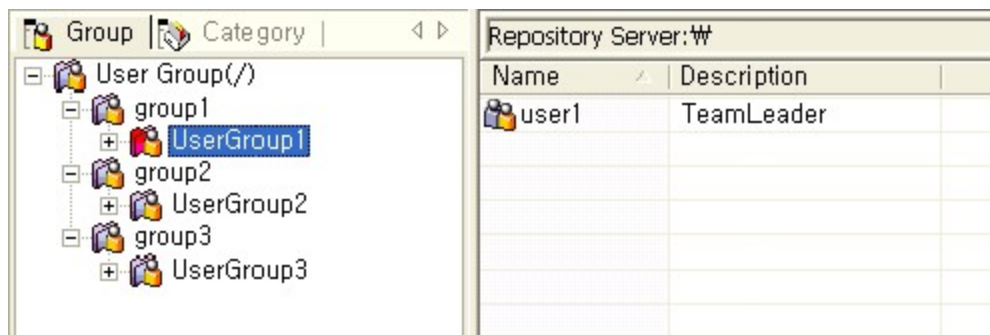 Group Category
User Group(/)
group1
UserGroup1
group2
UserGroup2
group3
UserGroup3
Repository Server:₩
Name Description
user1 TeamLeader